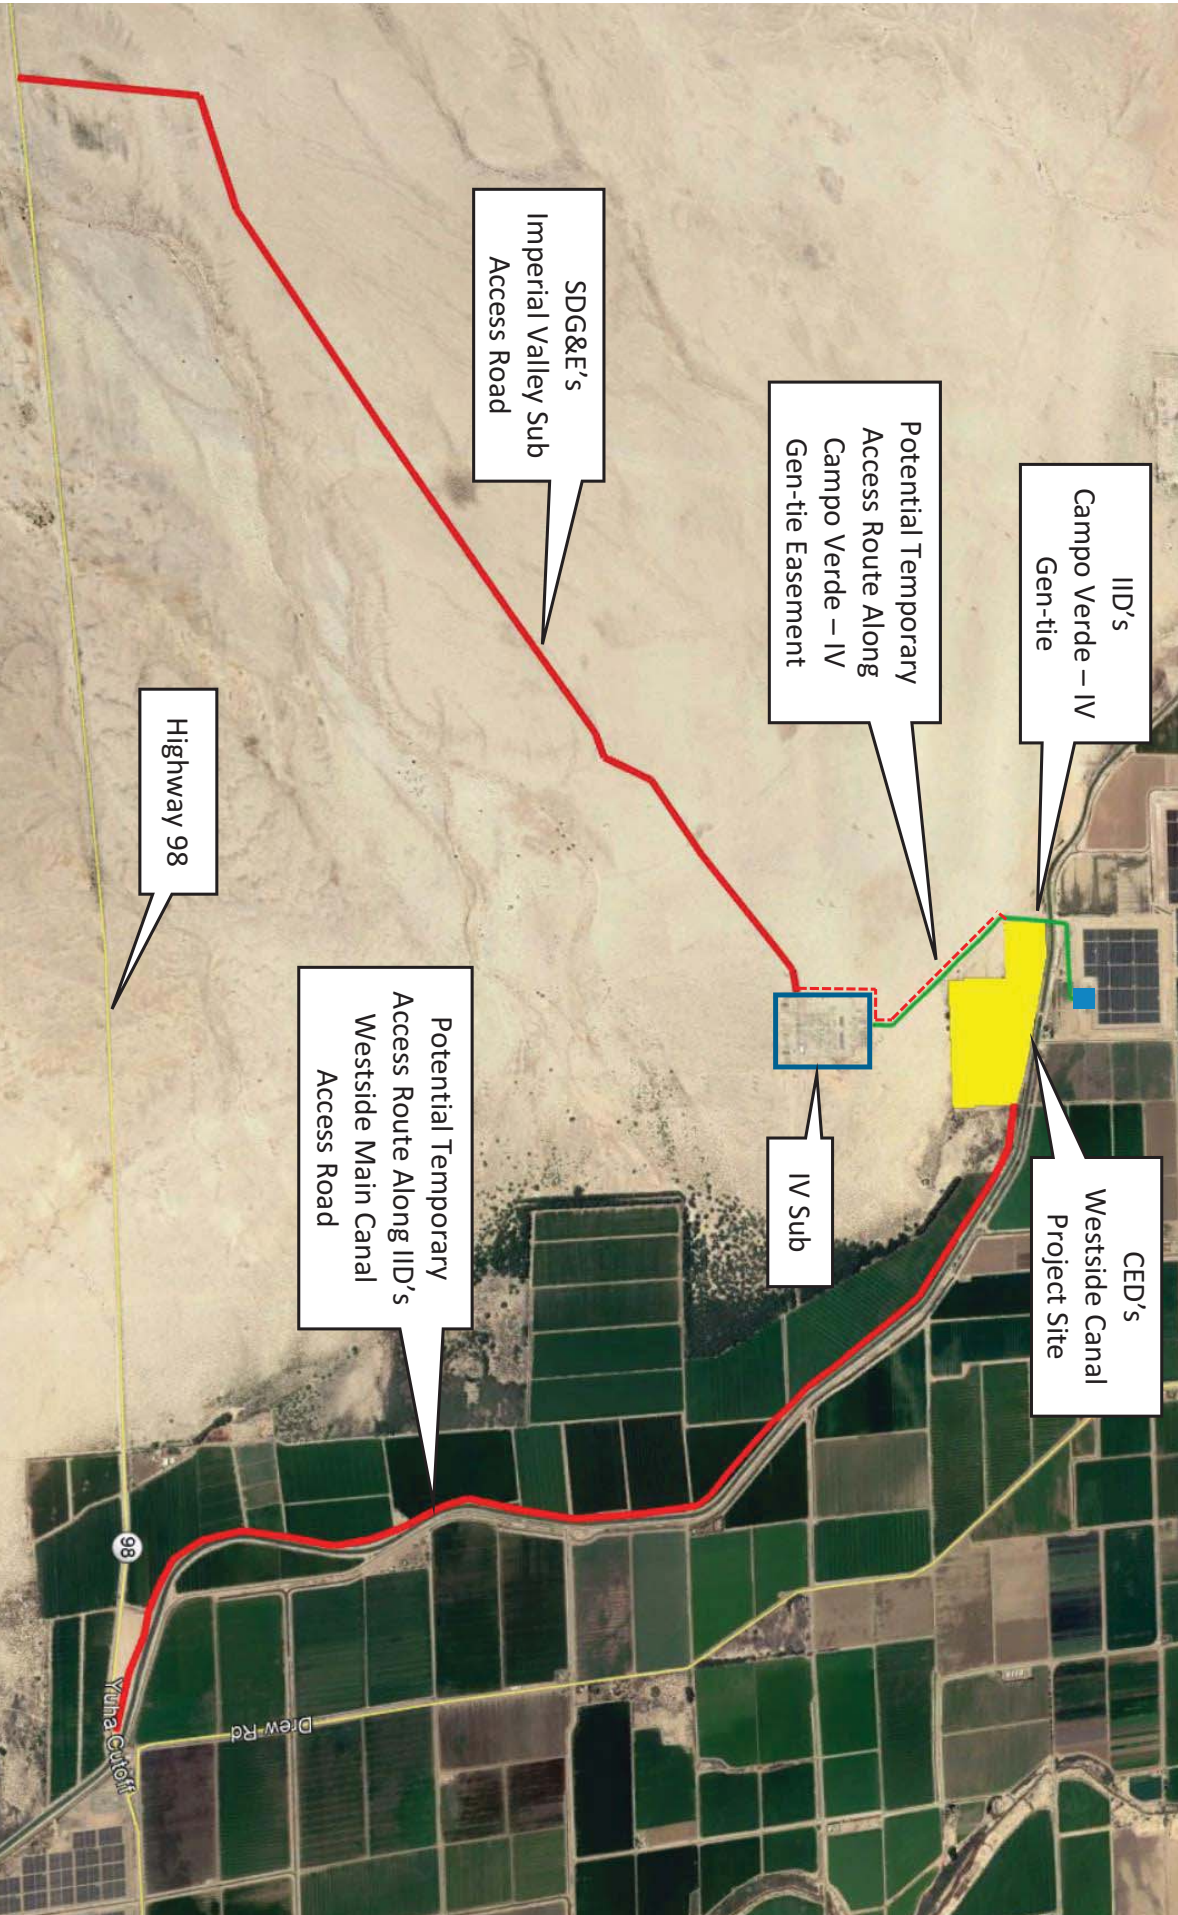 IID's
Campo Verde – IV
Gen-tie
Potential Temporary
Access Route Along
Campo Verde – IV
Gen-tie Easement
SDG&E's
Imperial Valley Sub
Access Road
CED's
Westside Canal
Project Site
IV Sub
Potential Temporary
Access Route Along IID's
Westside Main Canal
Access Road
Highway 98
98
Yuha Cutoff
Drew Rd